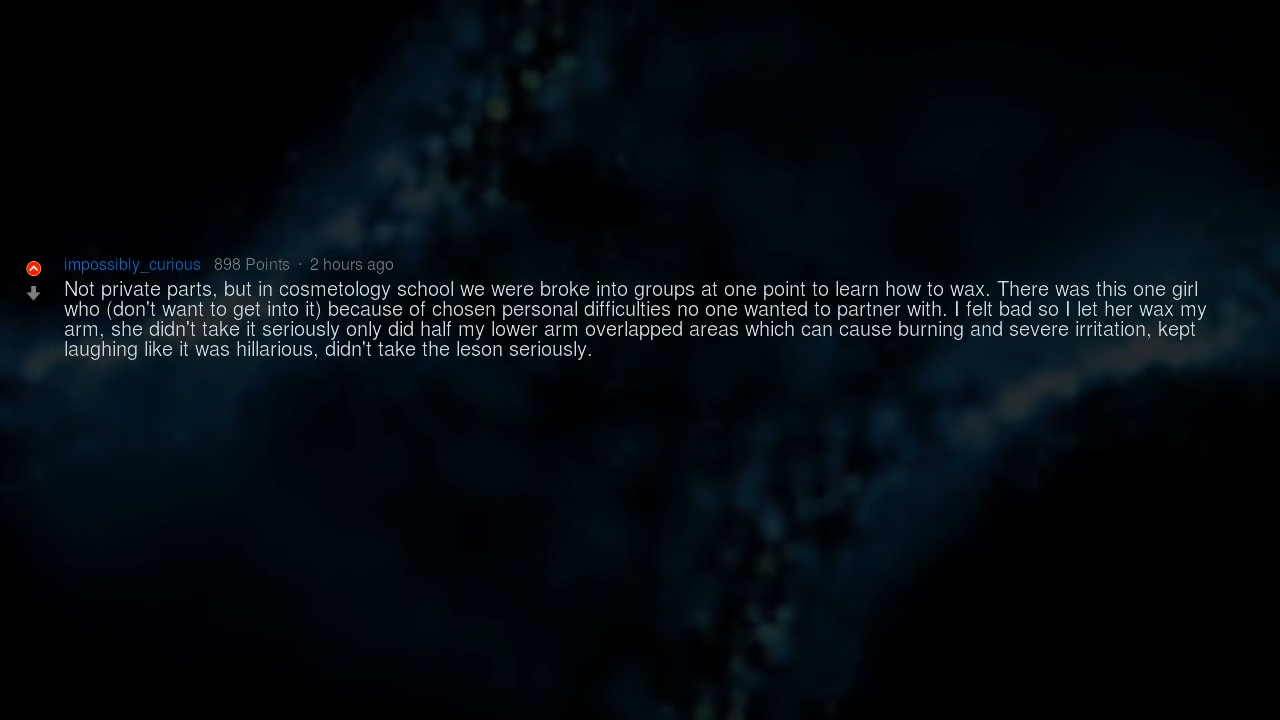 impossibly_curious 898 Points · 2 hours ago
Not private parts, but in cosmetology school we were broke into groups at one point to learn how to wax. There was this one girl
who (don't want to get into it) because of chosen personal difficulties no one wanted to partner with. I felt bad so I let her wax my
arm, she didn't take it seriously only did half my lower arm overlapped areas which can cause burning and severe irritation, kept
laughing like it was hillarious, didn't take the leson seriously.